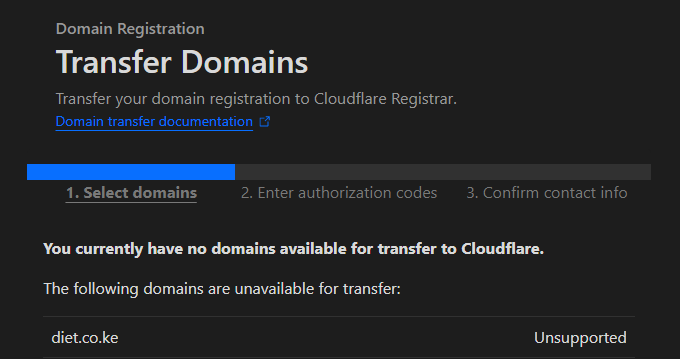 Domain Registration
Transfer Domains
Transfer your domain registration to Cloudflare Registrar.
Domain transfer documentation
1. Select domains 2. Enter authorization codes 3. Confirm contact info
You currently have no domains available for transfer to Cloudflare.
The following domains are unavailable for transfer:
diet.co.ke Unsupported